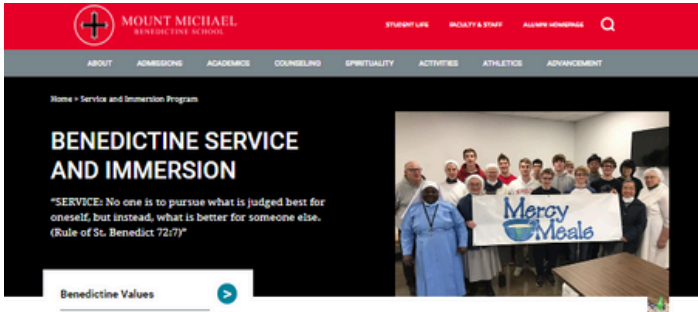 MOUNT MICHAEL
BENEDICTINE SCHOOL
STUDENT LIFE FACULTY & STAFF ALUMNI HOMEPAGE
ABOUT ADMISSIONS ACADEMICS COUNSELING SPIRITUALITY ACTIVITIES ATHLETICS ADVANCEMENT
Home » Service and Immersion Program
BENEDICTINE SERVICE
AND IMMERSION
"SERVICE: No one is to pursue what is judged best for
oneself, but instead, what is better for someone else.
(Rule of St. Benedict 72:7)"
Mercy
Meals
Benedictine Values